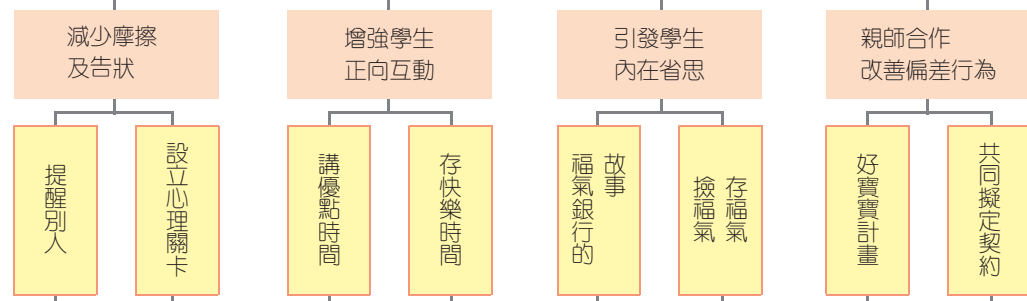 減少摩擦
及告狀
增強學生
正向互動
引發學生
內在省思
親師合作
改善偏差行為
提醒別人
設立心理關卡
講優點時間
存快樂時間
福氣銀行的
故事
撿福氣
存福氣
好寶寶計畫
共同擬定契約